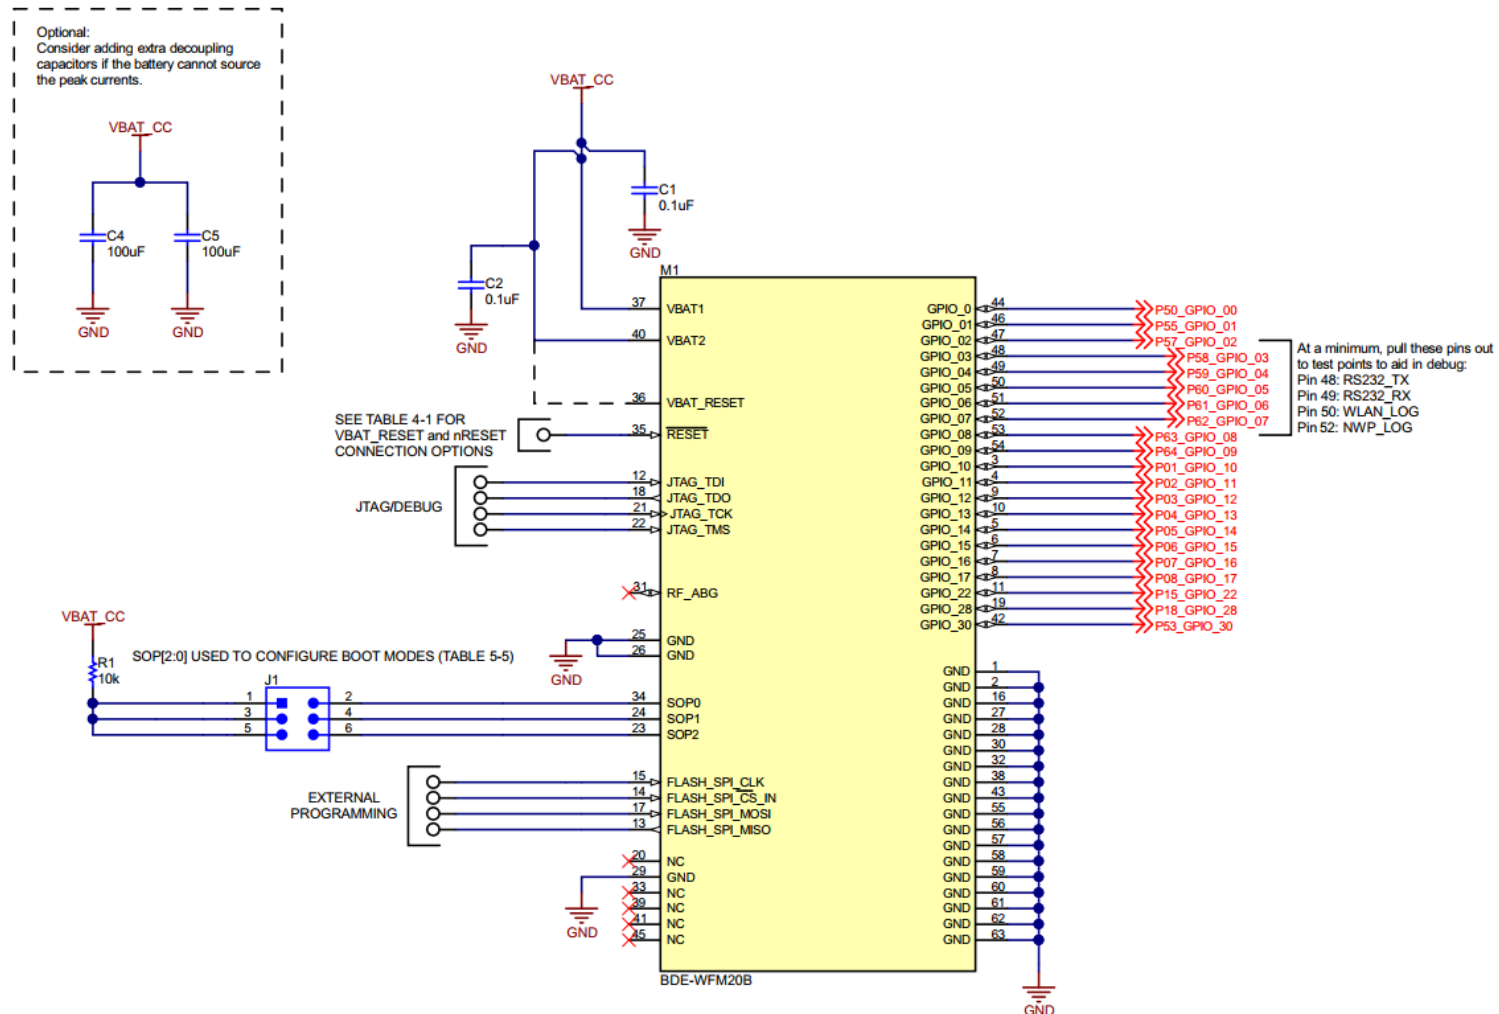 Optional:
Consider adding extra decoupling
capacitors if the battery cannot source
the peak currents.
VBAT_CC
C4
100uF
C5
100uF
GND
GND
VBAT_CC
C1
0.1uF
GND
C2
0.1uF
GND
M1
37 VBAT1
40 VBAT2
36 VBAT_RESET
SEE TABLE 4-1 FOR
VBAT_RESET and nRESET
CONNECTION OPTIONS
35 RESET
JTAG/DEBUG
12 JTAG_TDI
18 JTAG_TDO
21 JTAG_TCK
22 JTAG_TMS
31 RF_ABG
25 GND
26 GND
GND
VBAT_CC
R1
10k
SOP[2:0] USED TO CONFIGURE BOOT MODES (TABLE 5-5)
J1
1 2 34 SOP0
3 4 24 SOP1
5 6 23 SOP2
EXTERNAL
PROGRAMMING
15 FLASH_SPI_CLK
14 FLASH_SPI_CS_IN
17 FLASH_SPI_MOSI
13 FLASH_SPI_MISO
20 NC
29 GND
33 NC
39 NC
41 NC
45 NC
GND
BDE-WFM20B
GPIO_0 44 P50_GPIO_00
GPIO_01 46 P55_GPIO_01
GPIO_02 47 P57_GPIO_02
GPIO_03 48 P58_GPIO_03
GPIO_04 49 P59_GPIO_04
GPIO_05 50 P60_GPIO_05
GPIO_06 51 P61_GPIO_06
GPIO_07 52 P62_GPIO_07
GPIO_08 53 P63_GPIO_08
GPIO_09 54 P64_GPIO_09
GPIO_10 3 P01_GPIO_10
GPIO_11 4 P02_GPIO_11
GPIO_12 9 P03_GPIO_12
GPIO_13 10 P04_GPIO_13
GPIO_14 5 P05_GPIO_14
GPIO_15 6 P06_GPIO_15
GPIO_16 7 P07_GPIO_16
GPIO_17 8 P08_GPIO_17
GPIO_22 11 P15_GPIO_22
GPIO_28 19 P18_GPIO_28
GPIO_30 42 P53_GPIO_30
At a minimum, pull these pins out
to test points to aid in debug:
Pin 48: RS232_TX
Pin 49: RS232_RX
Pin 50: WLAN_LOG
Pin 52: NWP_LOG
GND 1
GND 2
GND 16
GND 27
GND 28
GND 30
GND 32
GND 38
GND 43
GND 55
GND 56
GND 57
GND 58
GND 59
GND 60
GND 61
GND 62
GND 63
GND